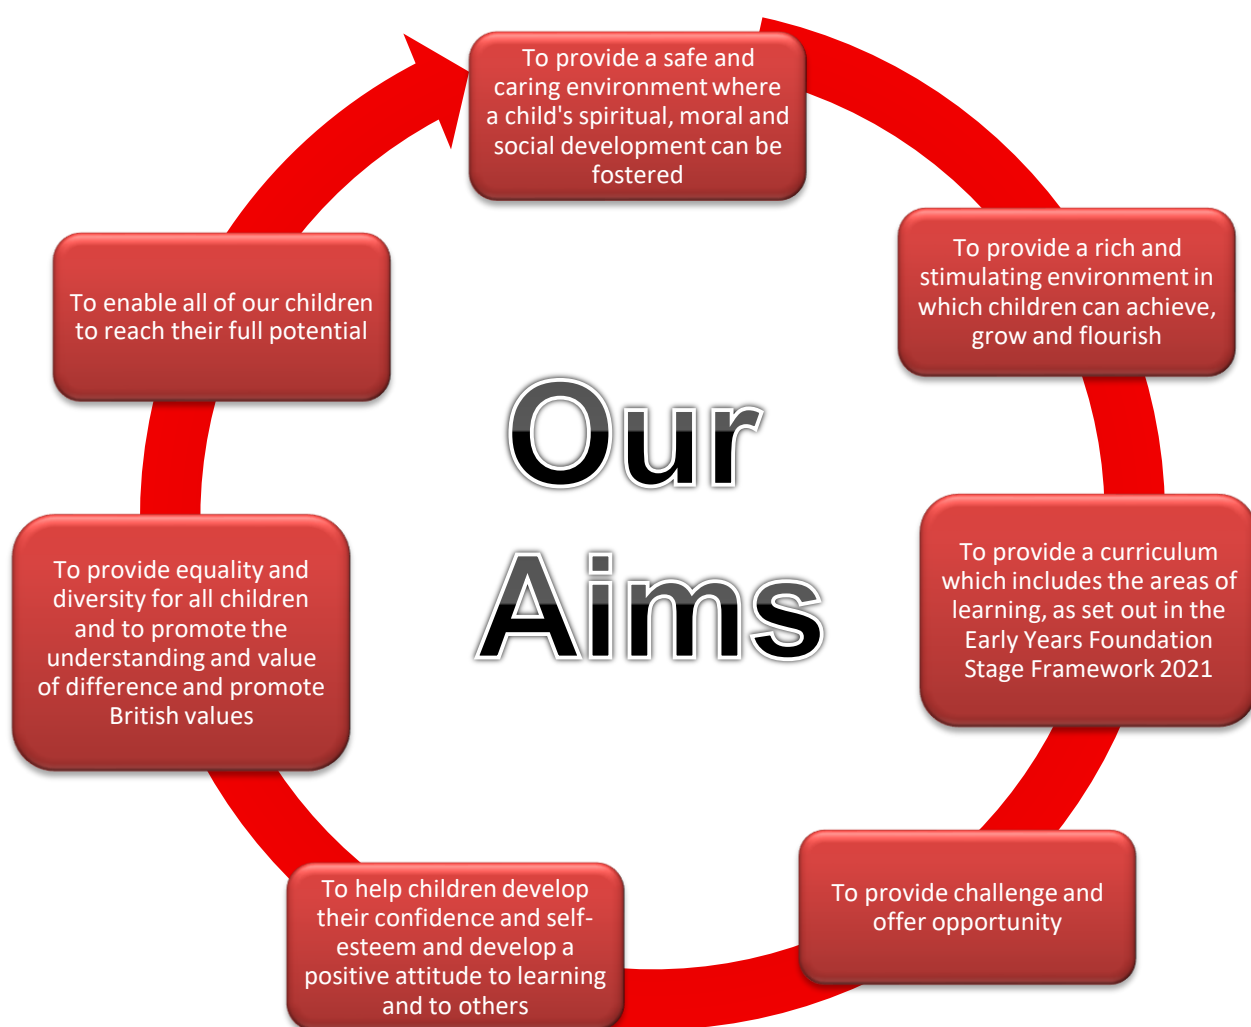 To provide a safe and
caring environment where
a child's spiritual, moral and
social development can be
fostered
To provide a rich and
stimulating environment in
which children can achieve,
grow and flourish
To provide a curriculum
which includes the areas of
learning, as set out in the
Early Years Foundation
Stage Framework 2021
To provide challenge and
offer opportunity
To help children develop
their confidence and self-
esteem and develop a
positive attitude to learning
and to others
To provide equality and
diversity for all children
and to promote the
understanding and value
of difference and promote
British values
To enable all of our children
to reach their full potential
Our
Aims